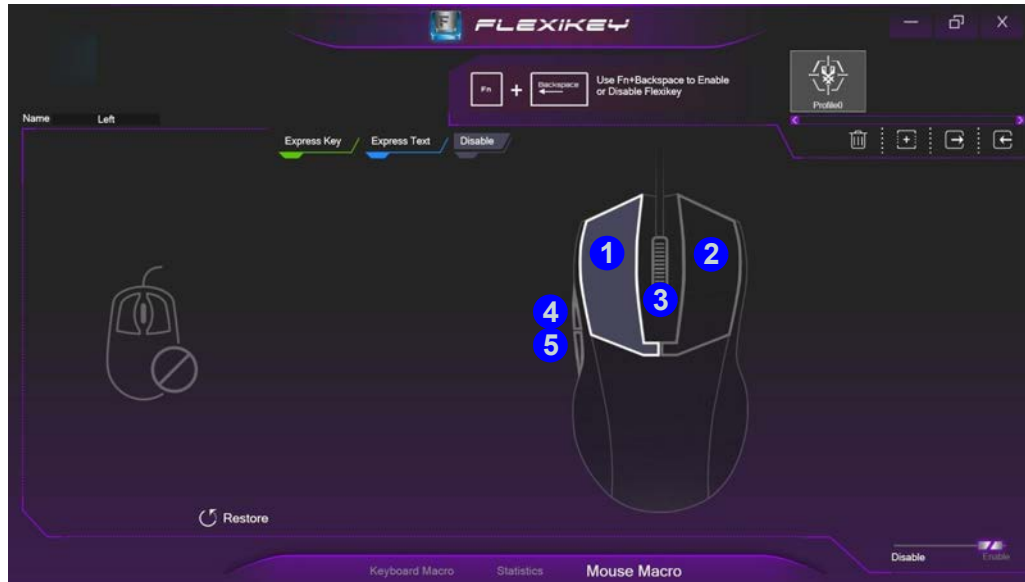 FLEXIKEY
Fn + Backspace Use Fn+Backspace to Enable
or Disable Flexikey
Profile0
Name Left
Express Key Express Text Disable
1
2
3
4
5
Restore
Disable Enable
Keyboard Macro Statistics Mouse Macro